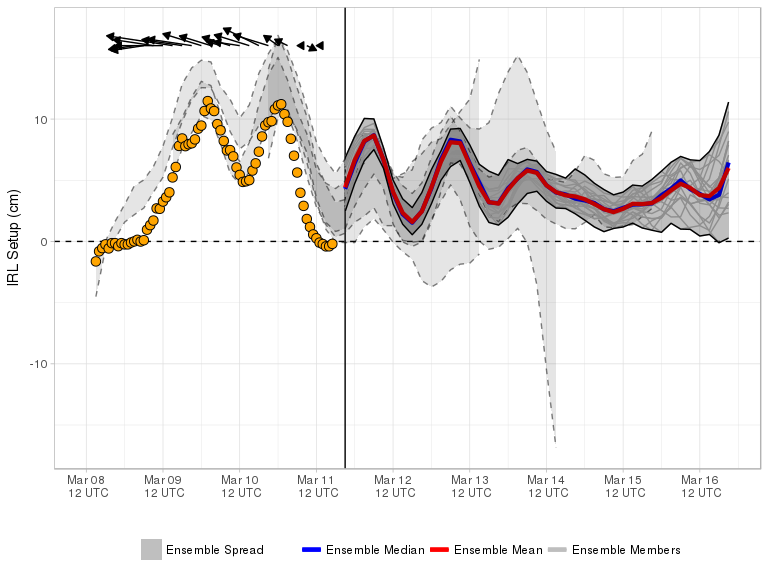 IRL Setup (cm)
10
0
-10
Mar 08 Mar 09 Mar 10 Mar 11 Mar 12 Mar 13 Mar 14 Mar 15 Mar 16
12 UTC 12 UTC 12 UTC 12 UTC 12 UTC 12 UTC 12 UTC 12 UTC 12 UTC
Ensemble Spread Ensemble Median Ensemble Mean Ensemble Members